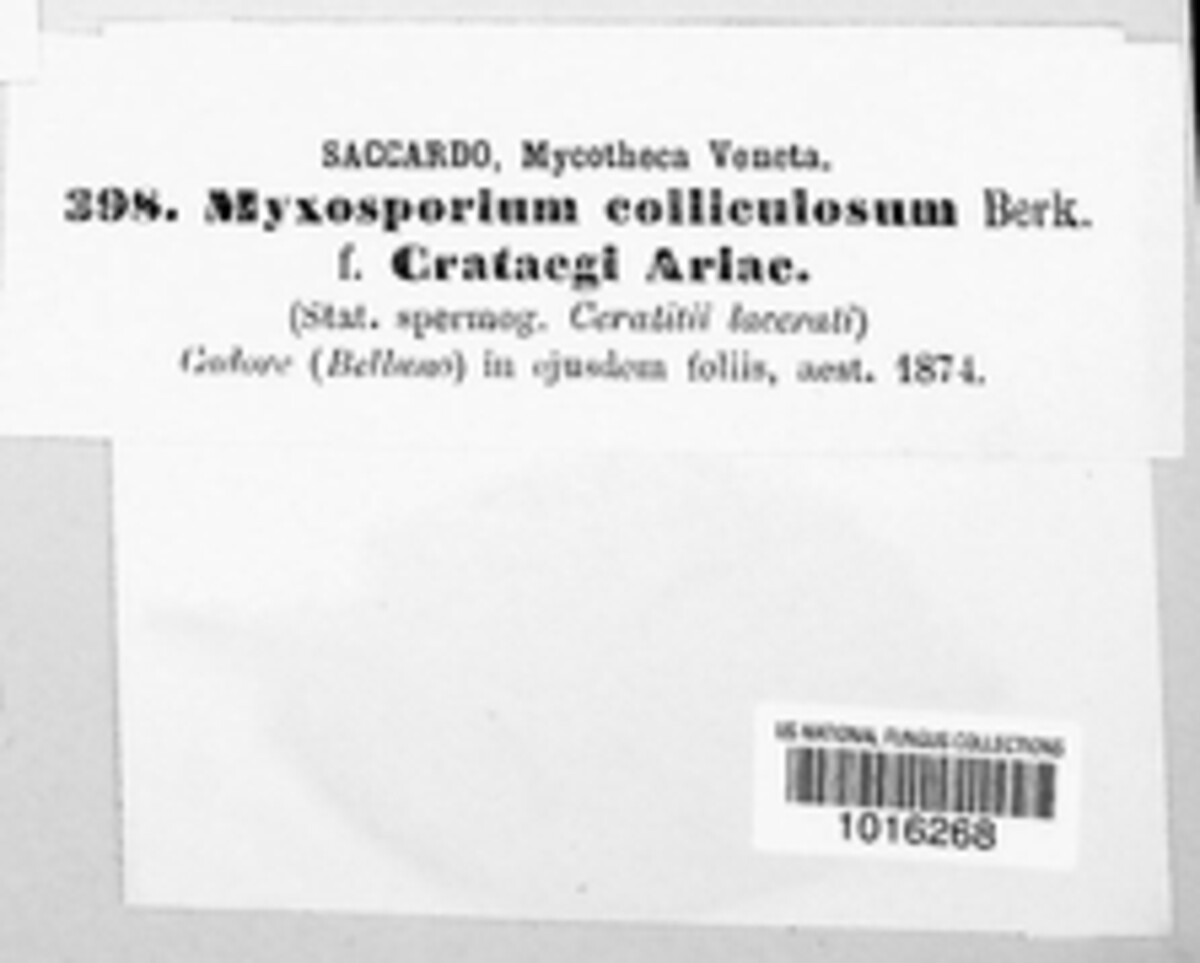 SACCARDO, Mycotheca Veneta.
398. Myxosporium colliculosum Berk.
f. Crataegi Ariae.
(Stat. spermog. Ceratitii lacerati)
Cadore (Belluno) in ejusdem foliis, aest. 1874.
US NATIONAL FUNGUS COLLECTIONS
1016268